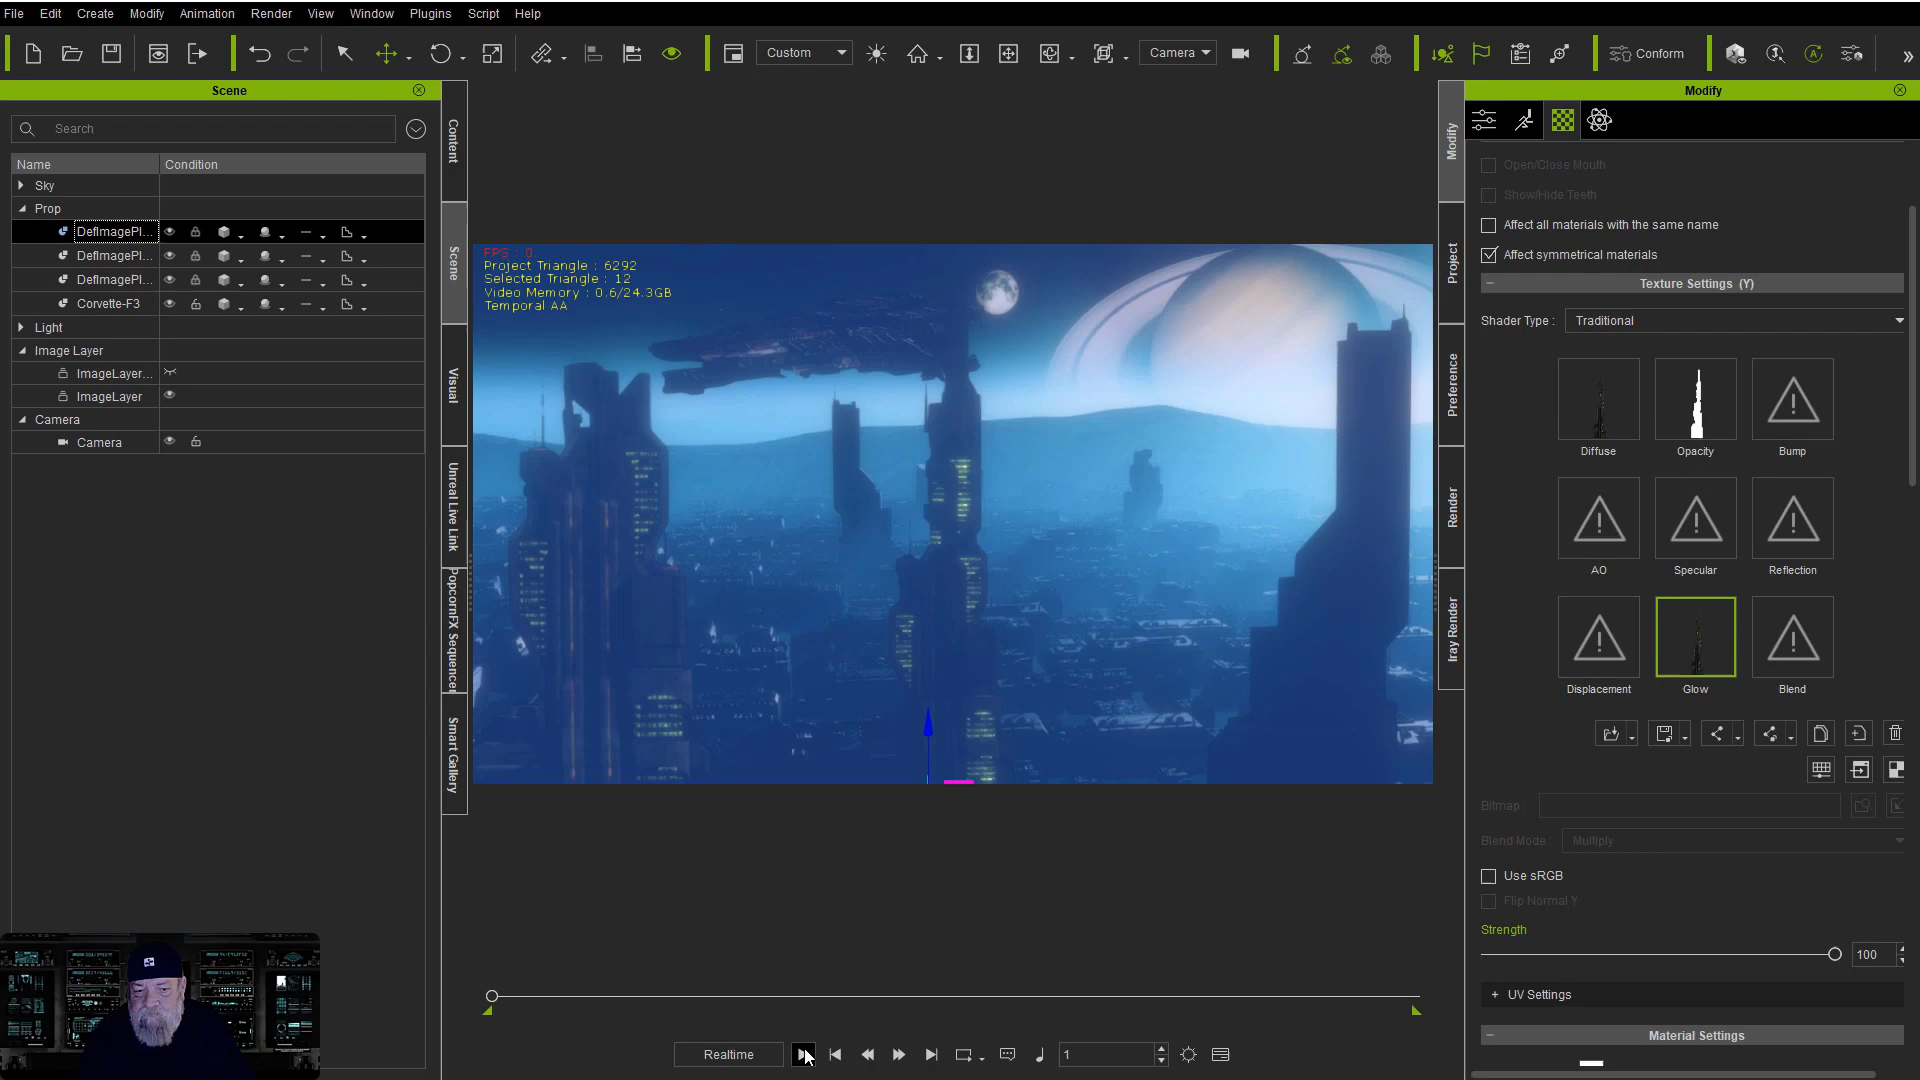 File Edit Create Modify Animation Render View Window Plugins Script Help
Custom
Camera
Conform
Scene
Search
Name Condition
Sky
Prop
DefImagePl...
DefImagePl...
DefImagePl...
Corvette-F3
Light
Image Layer
ImageLayer...
ImageLayer
Camera
Camera
Content
Scene
Visual
Unreal Live Link
PopcornFX Sequencer
Smart Gallery
FPS : 0
Project Triangle : 6292
Selected Triangle : 12
Video Memory : 0.6/24.3GB
Temporal AA
Realtime
1
Modify
Project
Preference
Render
Iray Render
Modify
Open/Close Mouth
Show/Hide Teeth
Affect all materials with the same name
Affect symmetrical materials
Texture Settings (Y)
Shader Type : Traditional
Diffuse Opacity Bump
AO Specular Reflection
Displacement Glow Blend
Bitmap :
Blend Mode : Multiply
Use sRGB
Flip Normal Y
Strength
100
+ UV Settings
Material Settings